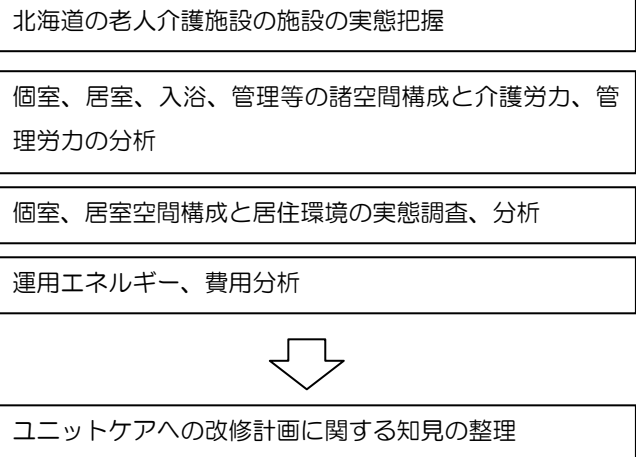 北海道の老人介護施設の施設の実態把握
個室、居室、入浴、管理等の諸空間構成と介護労力、管
理労力の分析
個室、居室空間構成と居住環境の実態調査、分析
運用エネルギー、費用分析
ユニットケアへの改修計画に関する知見の整理